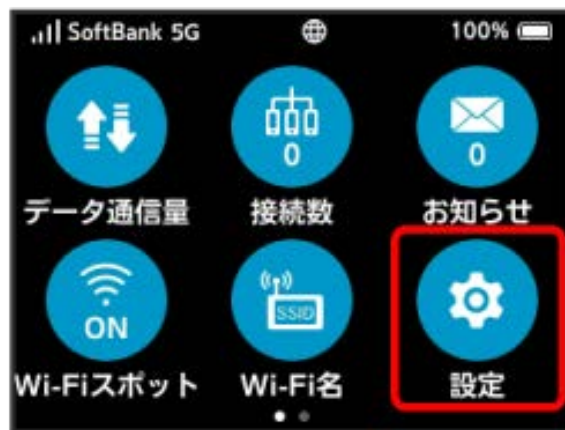 SoftBank 5G 100%
0 0
データ通信量 接続数 お知らせ
ON SSID
Wi-Fiスポット Wi-Fi名 設定